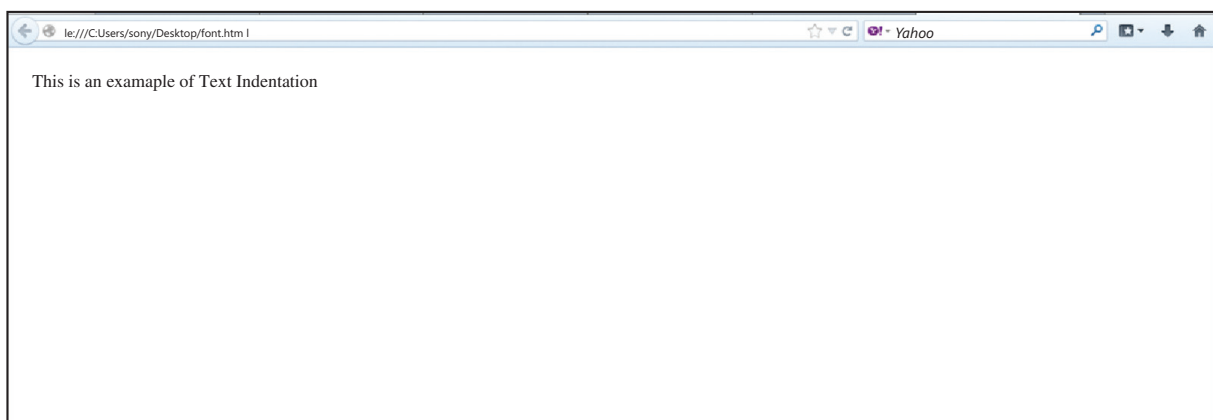 le:///C:Users/sony/Desktop/font.htm l
Y! Yahoo
This is an examaple of Text Indentation